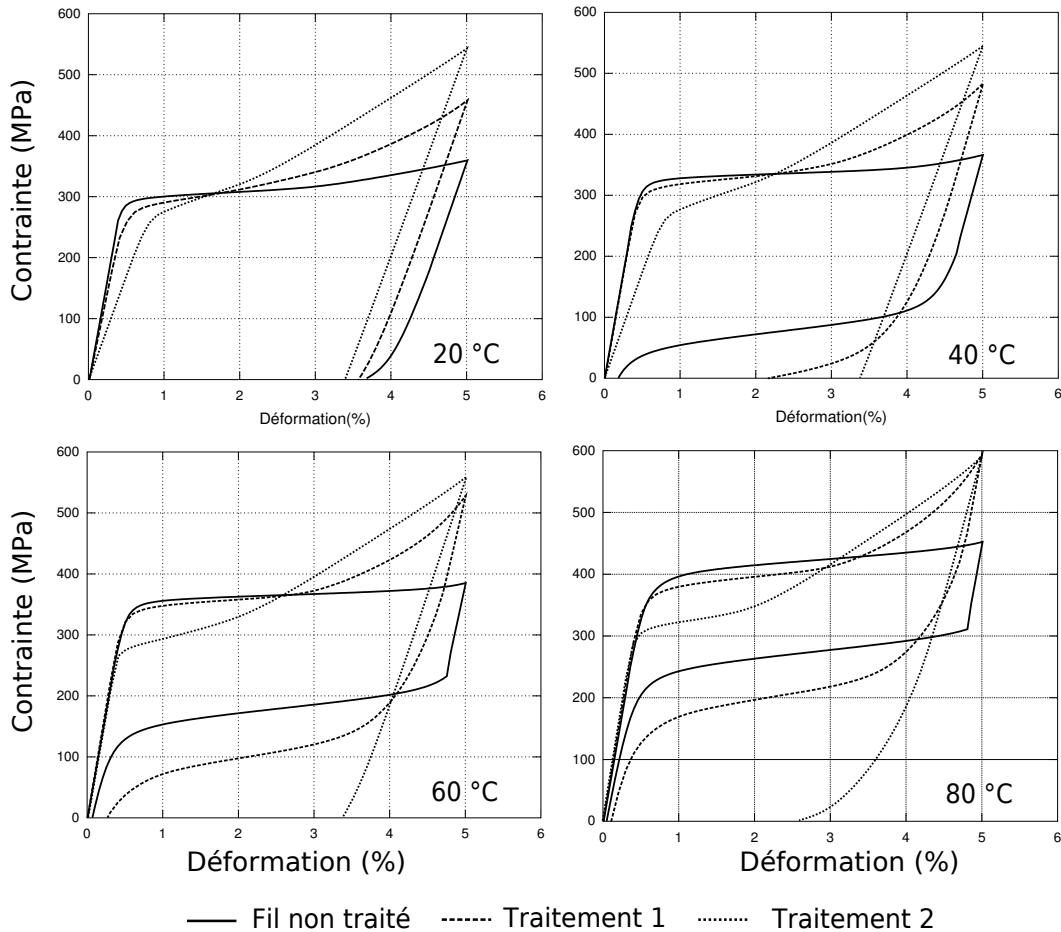 600
500
400
300
200
100
0
Contrainte (MPa)
20 °C
0 1 2 3 4 5 6
Déformation(%)
600
500
400
300
200
100
0
40 °C
0 1 2 3 4 5 6
Déformation(%)
600
500
400
300
200
100
0
Contrainte (MPa)
60 °C
0 1 2 3 4 5 6
Déformation (%)
600
500
400
300
200
100
0
80 °C
0 1 2 3 4 5 6
Déformation (%)
Fil non traité Traitement 1 Traitement 2